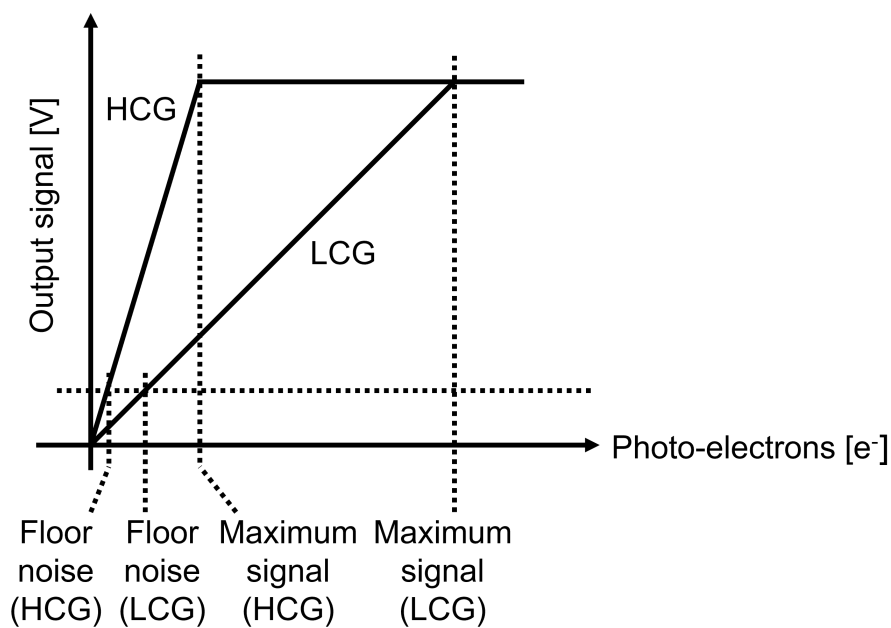 Output signal [V]
HCG
LCG
Photo-electrons [e⁻]
Floor
noise
(HCG)
Floor
noise
(LCG)
Maximum
signal
(HCG)
Maximum
signal
(LCG)